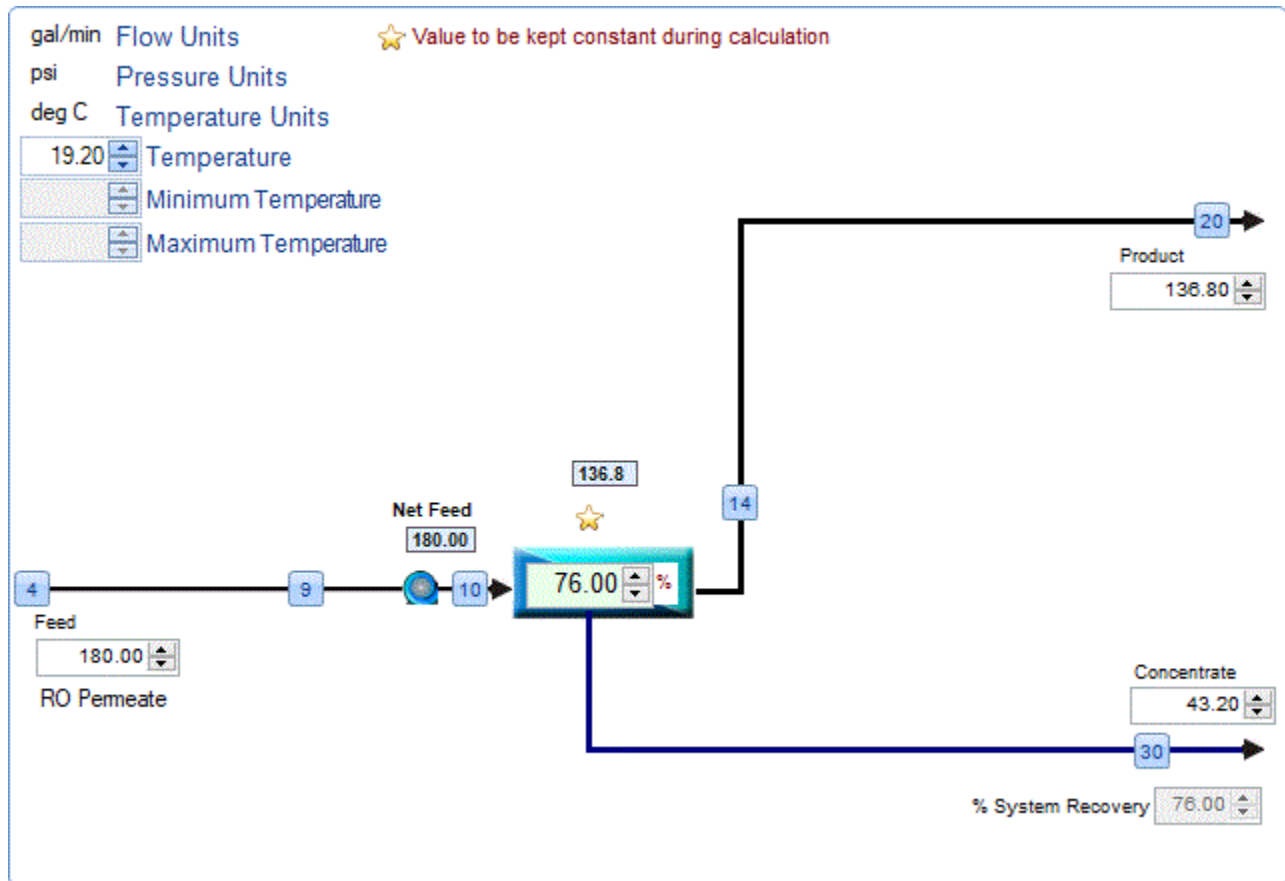 gal/min Flow Units Value to be kept constant during calculation
psi Pressure Units
deg C Temperature Units
19.20 Temperature
Minimum Temperature
Maximum Temperature
20
Product
136.80
136.8
14
Net Feed
180.00
4
9
10
76.00 %
Feed
180.00
RO Permeate
Concentrate
43.20
30
% System Recovery 76.00